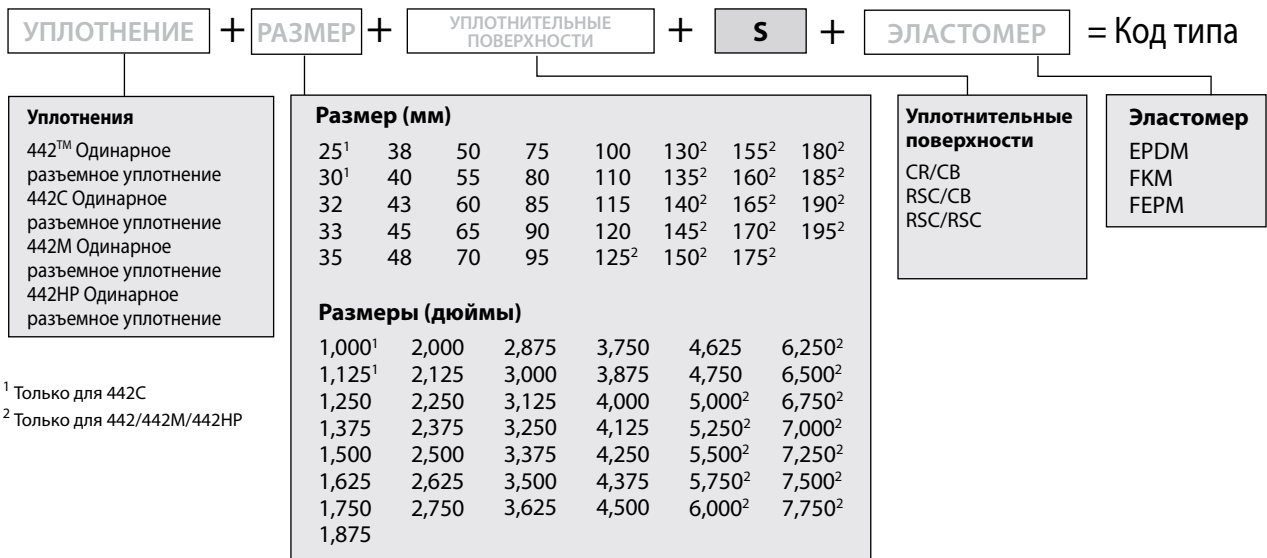 УПЛОТНЕНИЕ + РАЗМЕР + УПЛОТНИТЕЛЬНЫЕ ПОВЕРХНОСТИ + S + ЭЛАСТОМЕР = Код типа
Уплотнения
442™ Одинарное
разъемное уплотнение
442C Одинарное
разъемное уплотнение
442M Одинарное
разъемное уплотнение
442HP Одинарное
разъемное уплотнение
Размер (мм)
25¹ 38 50 75 100 130² 155² 180²
30¹ 40 55 80 110 135² 160² 185²
32 43 60 85 115 140² 165² 190²
33 45 65 90 120 145² 170² 195²
35 48 70 95 125² 150² 175²
Размеры (дюймы)
1,000¹ 2,000 2,875 3,750 4,625 6,250²
1,125¹ 2,125 3,000 3,875 4,750 6,500²
1,250 2,250 3,125 4,000 5,000² 6,750²
1,375 2,375 3,250 4,125 5,250² 7,000²
1,500 2,500 3,375 4,250 5,500² 7,250²
1,625 2,625 3,500 4,375 5,750² 7,500²
1,750 2,750 3,625 4,500 6,000² 7,750²
1,875
Уплотнительные
поверхности
CR/CB
RSC/CB
RSC/RSC
Эластомер
EPDM
FKM
FEPM
¹ Только для 442C
² Только для 442/442M/442HP